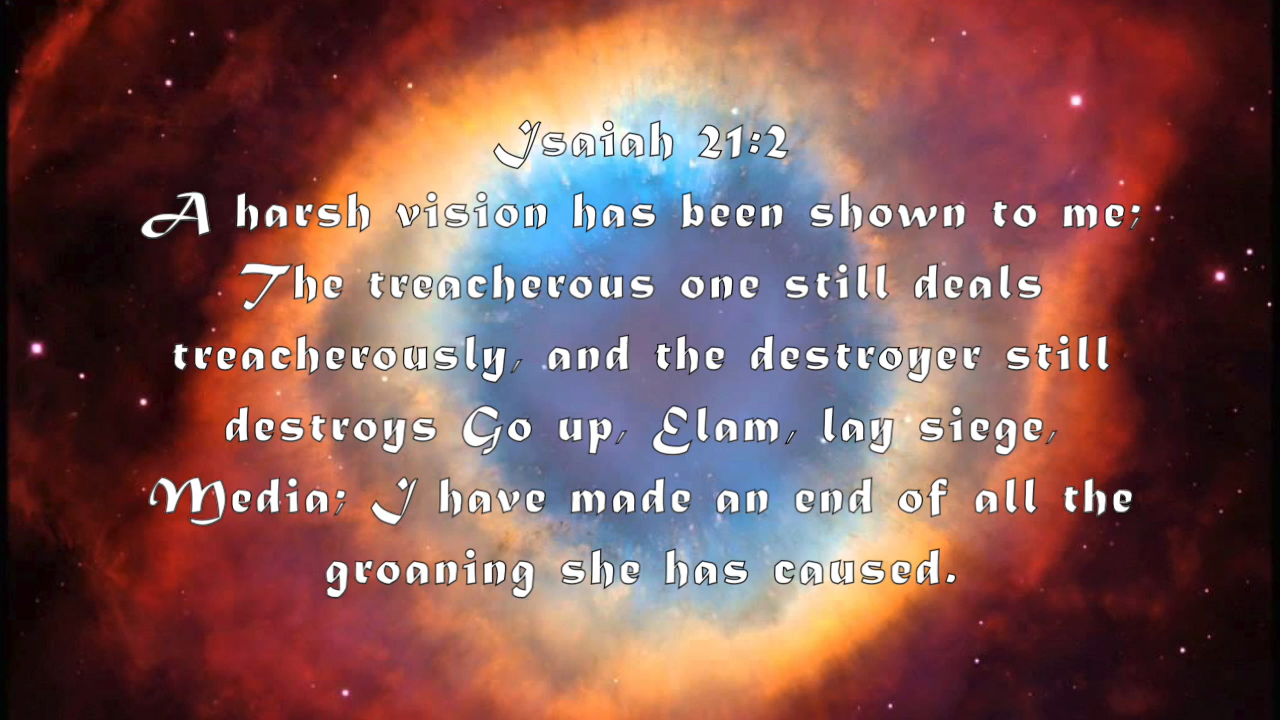 Isaiah 21:2
A harsh vision has been shown to me;
The treacherous one still deals
treacherously, and the destroyer still
destroys Go up, Elam, lay siege,
Media; I have made an end of all the
groaning she has caused.